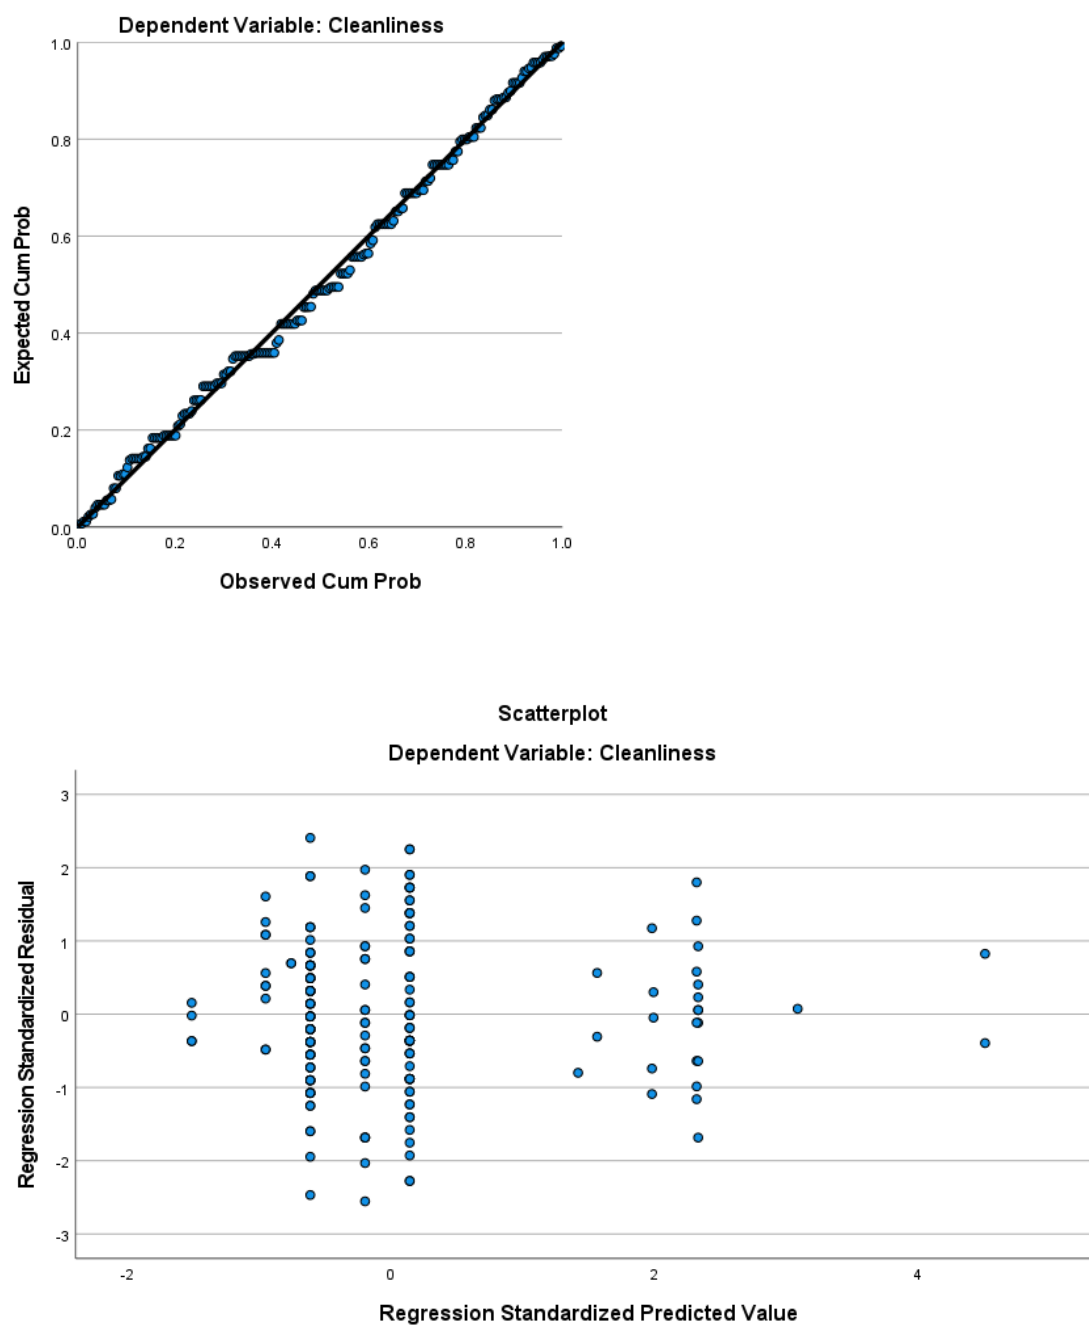 Dependent Variable: Cleanliness
Expected Cum Prob
1.0
0.8
0.6
0.4
0.2
0.0
0.0 0.2 0.4 0.6 0.8 1.0
Observed Cum Prob
Scatterplot
Dependent Variable: Cleanliness
Regression Standardized Residual
3
2
1
0
-1
-2
-3
-2 0 2 4
Regression Standardized Predicted Value